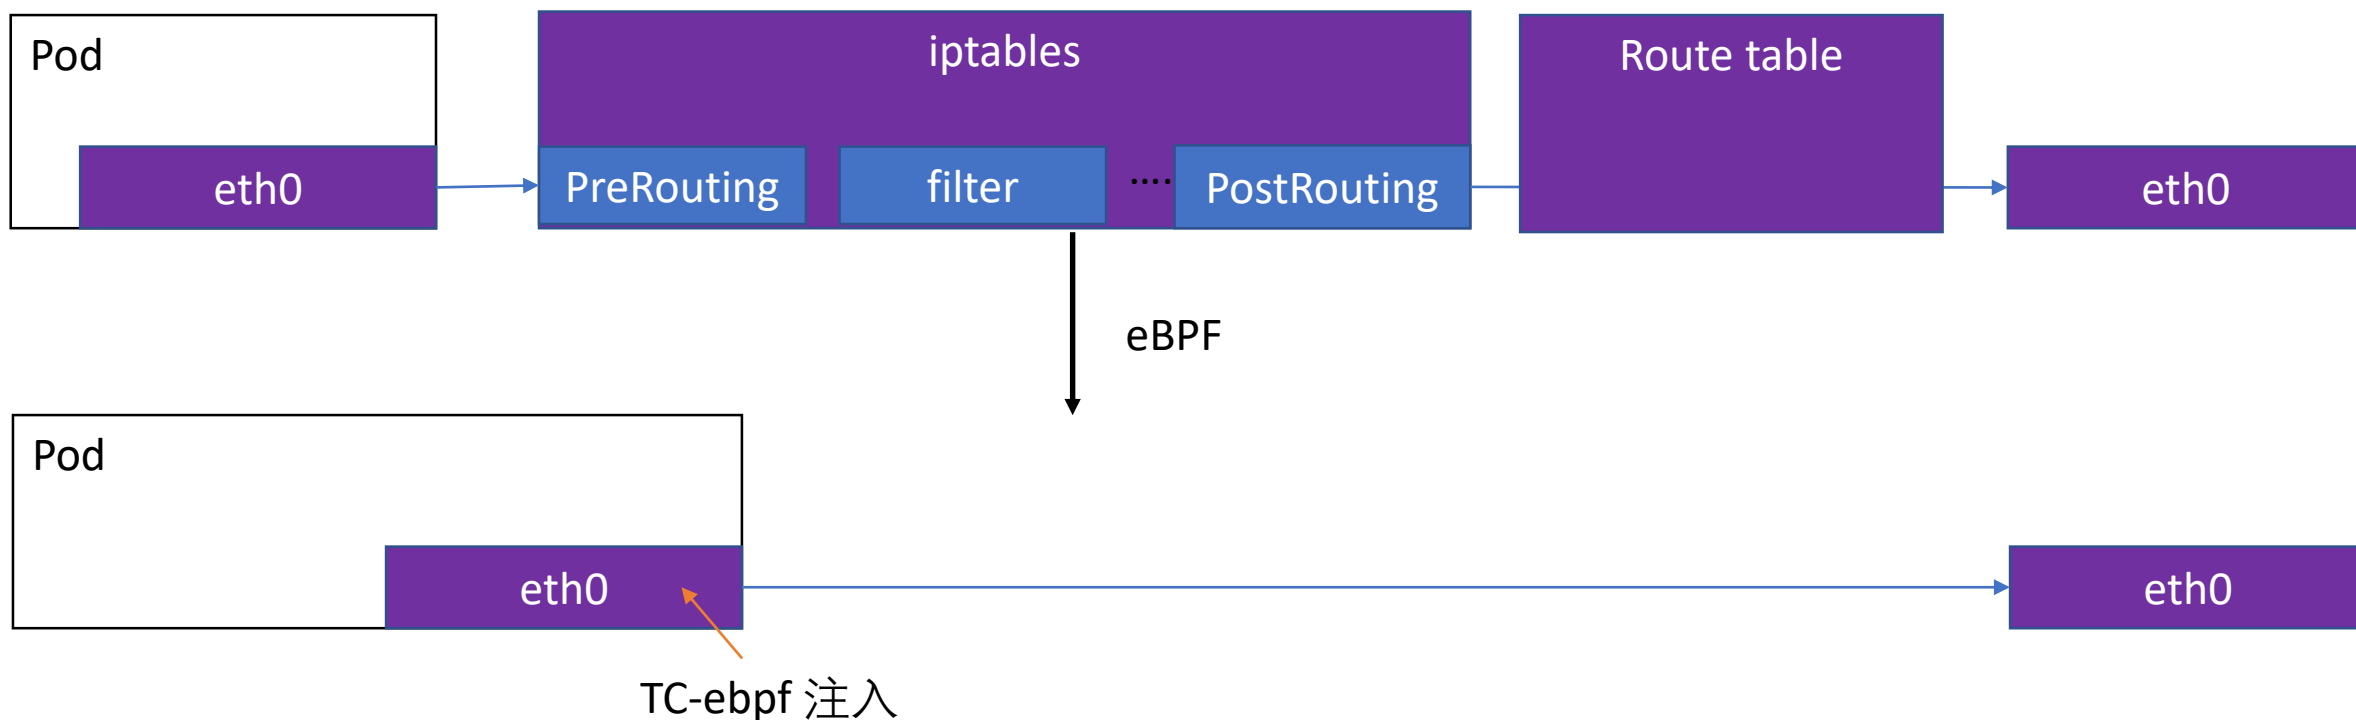 Pod
iptables
Route table
eth0
PreRouting
filter
....
PostRouting
eth0
eBPF
Pod
eth0
eth0
TC-ebpf 注入